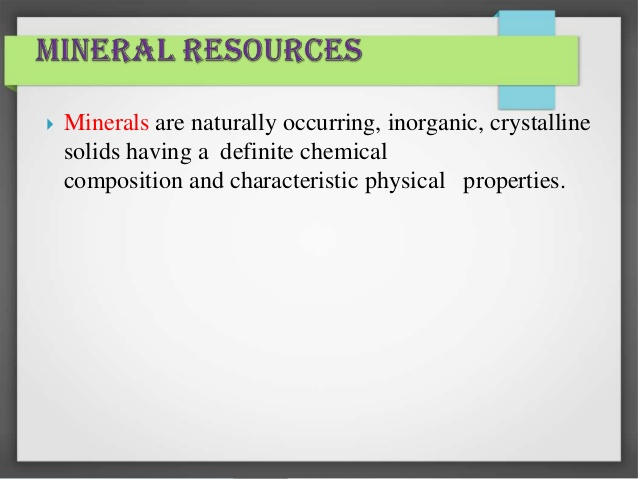 MINERAL RESOURCES
Minerals are naturally occurring, inorganic, crystalline
solids having a definite chemical
composition and characteristic physical properties.